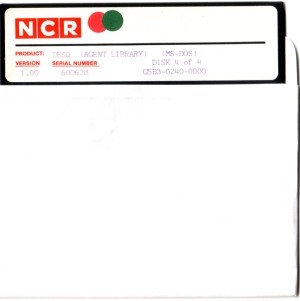 NCR
PRODUCT: DESQ (AGENT LIBRARY) (MS-DOS)
VERSION SERIAL NUMBER DISK 4 of 4
1.00 600628 G5B3-0240-0000